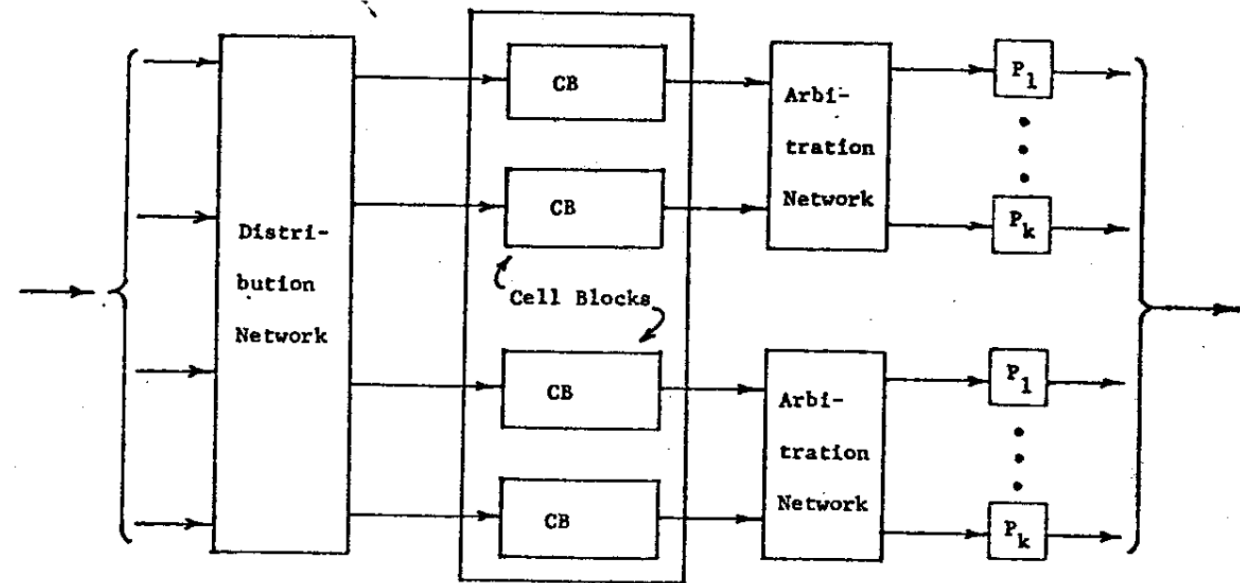 Distri-
bution
Network
CB
CB
Cell Blocks
CB
CB
Arbi-
tration
Network
P1
Pk
Arbi-
tration
Network
P1
Pk